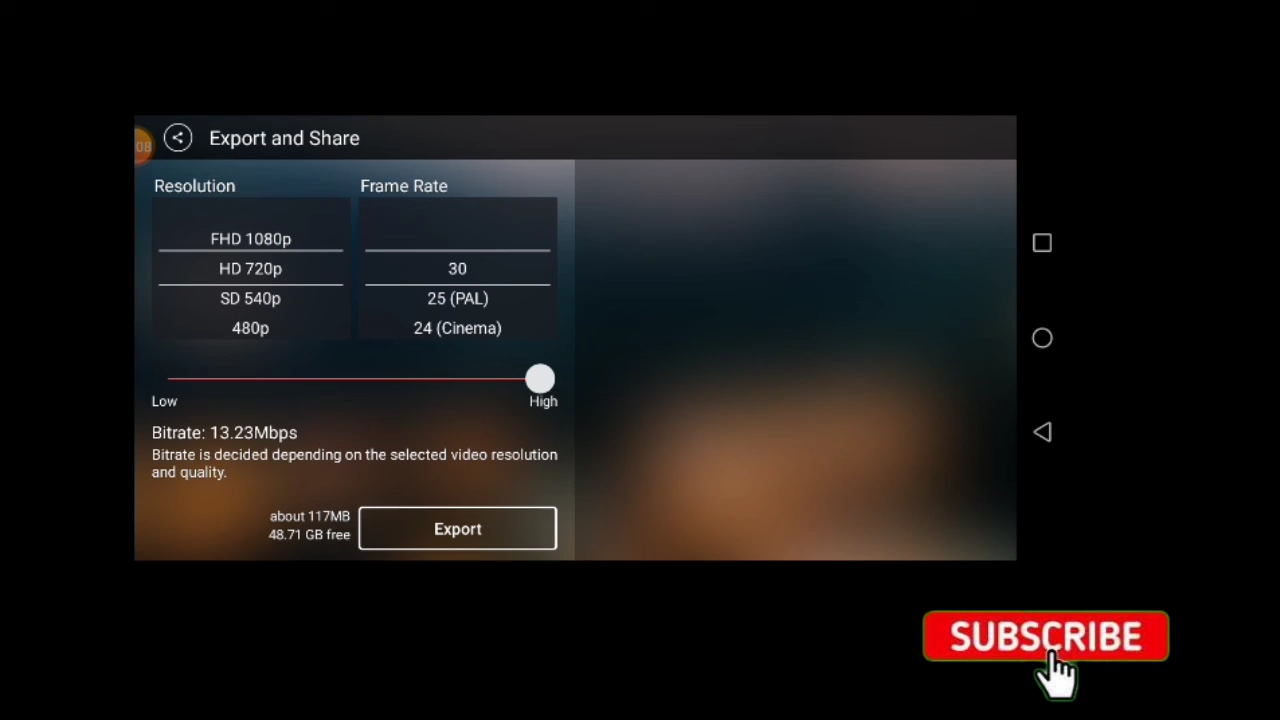 08
Export and Share
Resolution
Frame Rate
FHD 1080p
HD 720p
30
SD 540p
25 (PAL)
480p
24 (Cinema)
Low
High
Bitrate: 13.23Mbps
Bitrate is decided depending on the selected video resolution
and quality.
about 117MB
48.71 GB free
Export
SUBSCRIBE